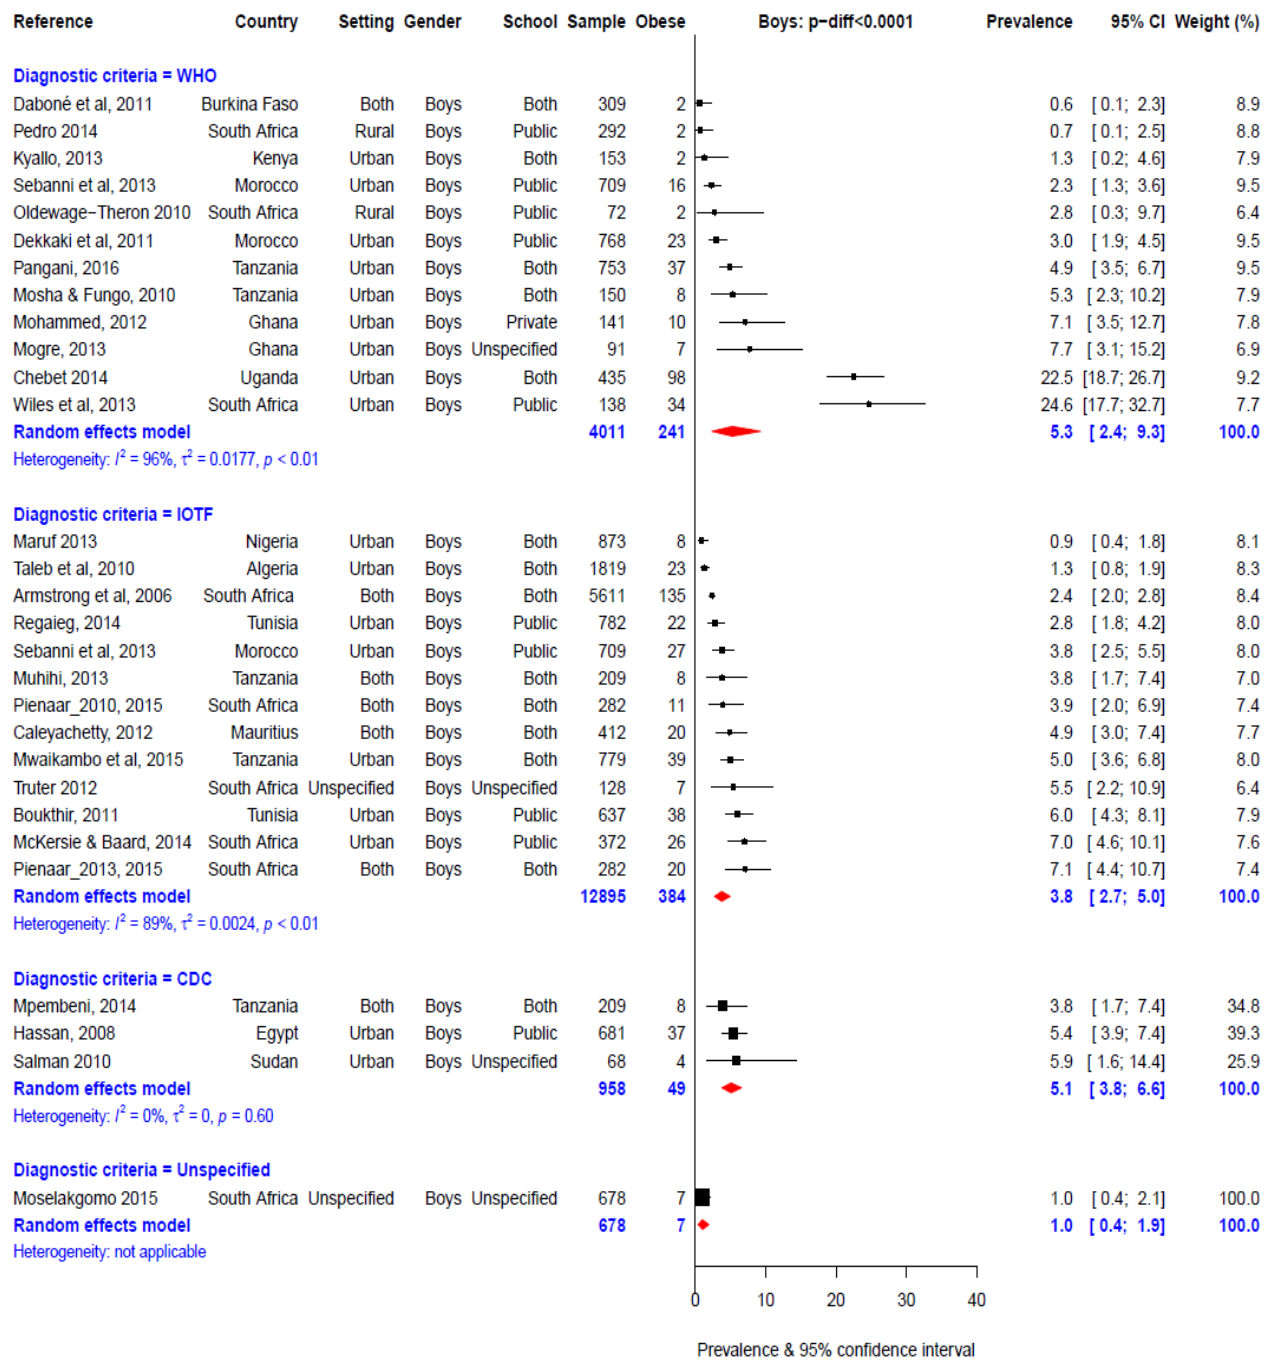 Reference Country Setting Gender School Sample Obese Boys: p−diff<0.0001 Prevalence 95% CI Weight (%)
Diagnostic criteria = WHO
Daboné et al, 2011 Burkina Faso Both Boys Both 309 2 0.6 [ 0.1; 2.3] 8.9
Pedro 2014 South Africa Rural Boys Public 292 2 0.7 [ 0.1; 2.5] 8.8
Kyallo, 2013 Kenya Urban Boys Both 153 2 1.3 [ 0.2; 4.6] 7.9
Sebanni et al, 2013 Morocco Urban Boys Public 709 16 2.3 [ 1.3; 3.6] 9.5
Oldewage−Theron 2010 South Africa Rural Boys Public 72 2 2.8 [ 0.3; 9.7] 6.4
Dekkaki et al, 2011 Morocco Urban Boys Public 768 23 3.0 [ 1.9; 4.5] 9.5
Pangani, 2016 Tanzania Urban Boys Both 753 37 4.9 [ 3.5; 6.7] 9.5
Mosha & Fungo, 2010 Tanzania Urban Boys Both 150 8 5.3 [ 2.3; 10.2] 7.9
Mohammed, 2012 Ghana Urban Boys Private 141 10 7.1 [ 3.5; 12.7] 7.8
Mogre, 2013 Ghana Urban Boys Unspecified 91 7 7.7 [ 3.1; 15.2] 6.9
Chebet 2014 Uganda Urban Boys Both 435 98 22.5 [18.7; 26.7] 9.2
Wiles et al, 2013 South Africa Urban Boys Public 138 34 24.6 [17.7; 32.7] 7.7
Random effects model 4011 241 5.3 [ 2.4; 9.3] 100.0
Heterogeneity: I² = 96%, τ² = 0.0177, p < 0.01
Diagnostic criteria = IOTF
Maruf 2013 Nigeria Urban Boys Both 873 8 0.9 [ 0.4; 1.8] 8.1
Taleb et al, 2010 Algeria Urban Boys Both 1819 23 1.3 [ 0.8; 1.9] 8.3
Armstrong et al, 2006 South Africa Both Boys Both 5611 135 2.4 [ 2.0; 2.8] 8.4
Regaieg, 2014 Tunisia Urban Boys Public 782 22 2.8 [ 1.8; 4.2] 8.0
Sebanni et al, 2013 Morocco Urban Boys Public 709 27 3.8 [ 2.5; 5.5] 8.0
Muhihi, 2013 Tanzania Both Boys Both 209 8 3.8 [ 1.7; 7.4] 7.0
Pienaar_2010, 2015 South Africa Both Boys Both 282 11 3.9 [ 2.0; 6.9] 7.4
Caleyachetty, 2012 Mauritius Both Boys Both 412 20 4.9 [ 3.0; 7.4] 7.7
Mwaikambo et al, 2015 Tanzania Urban Boys Both 779 39 5.0 [ 3.6; 6.8] 8.0
Truter 2012 South Africa Unspecified Boys Unspecified 128 7 5.5 [ 2.2; 10.9] 6.4
Boukthir, 2011 Tunisia Urban Boys Public 637 38 6.0 [ 4.3; 8.1] 7.9
McKersie & Baard, 2014 South Africa Urban Boys Public 372 26 7.0 [ 4.6; 10.1] 7.6
Pienaar_2013, 2015 South Africa Both Boys Both 282 20 7.1 [ 4.4; 10.7] 7.4
Random effects model 12895 384 3.8 [ 2.7; 5.0] 100.0
Heterogeneity: I² = 89%, τ² = 0.0024, p < 0.01
Diagnostic criteria = CDC
Mpembeni, 2014 Tanzania Both Boys Both 209 8 3.8 [ 1.7; 7.4] 34.8
Hassan, 2008 Egypt Urban Boys Public 681 37 5.4 [ 3.9; 7.4] 39.3
Salman 2010 Sudan Urban Boys Unspecified 68 4 5.9 [ 1.6; 14.4] 25.9
Random effects model 958 49 5.1 [ 3.8; 6.6] 100.0
Heterogeneity: I² = 0%, τ² = 0, p = 0.60
Diagnostic criteria = Unspecified
Moselakgomo 2015 South Africa Unspecified Boys Unspecified 678 7 1.0 [ 0.4; 2.1] 100.0
Random effects model 678 7 1.0 [ 0.4; 1.9] 100.0
Heterogeneity: not applicable
0 10 20 30 40
Prevalence & 95% confidence interval